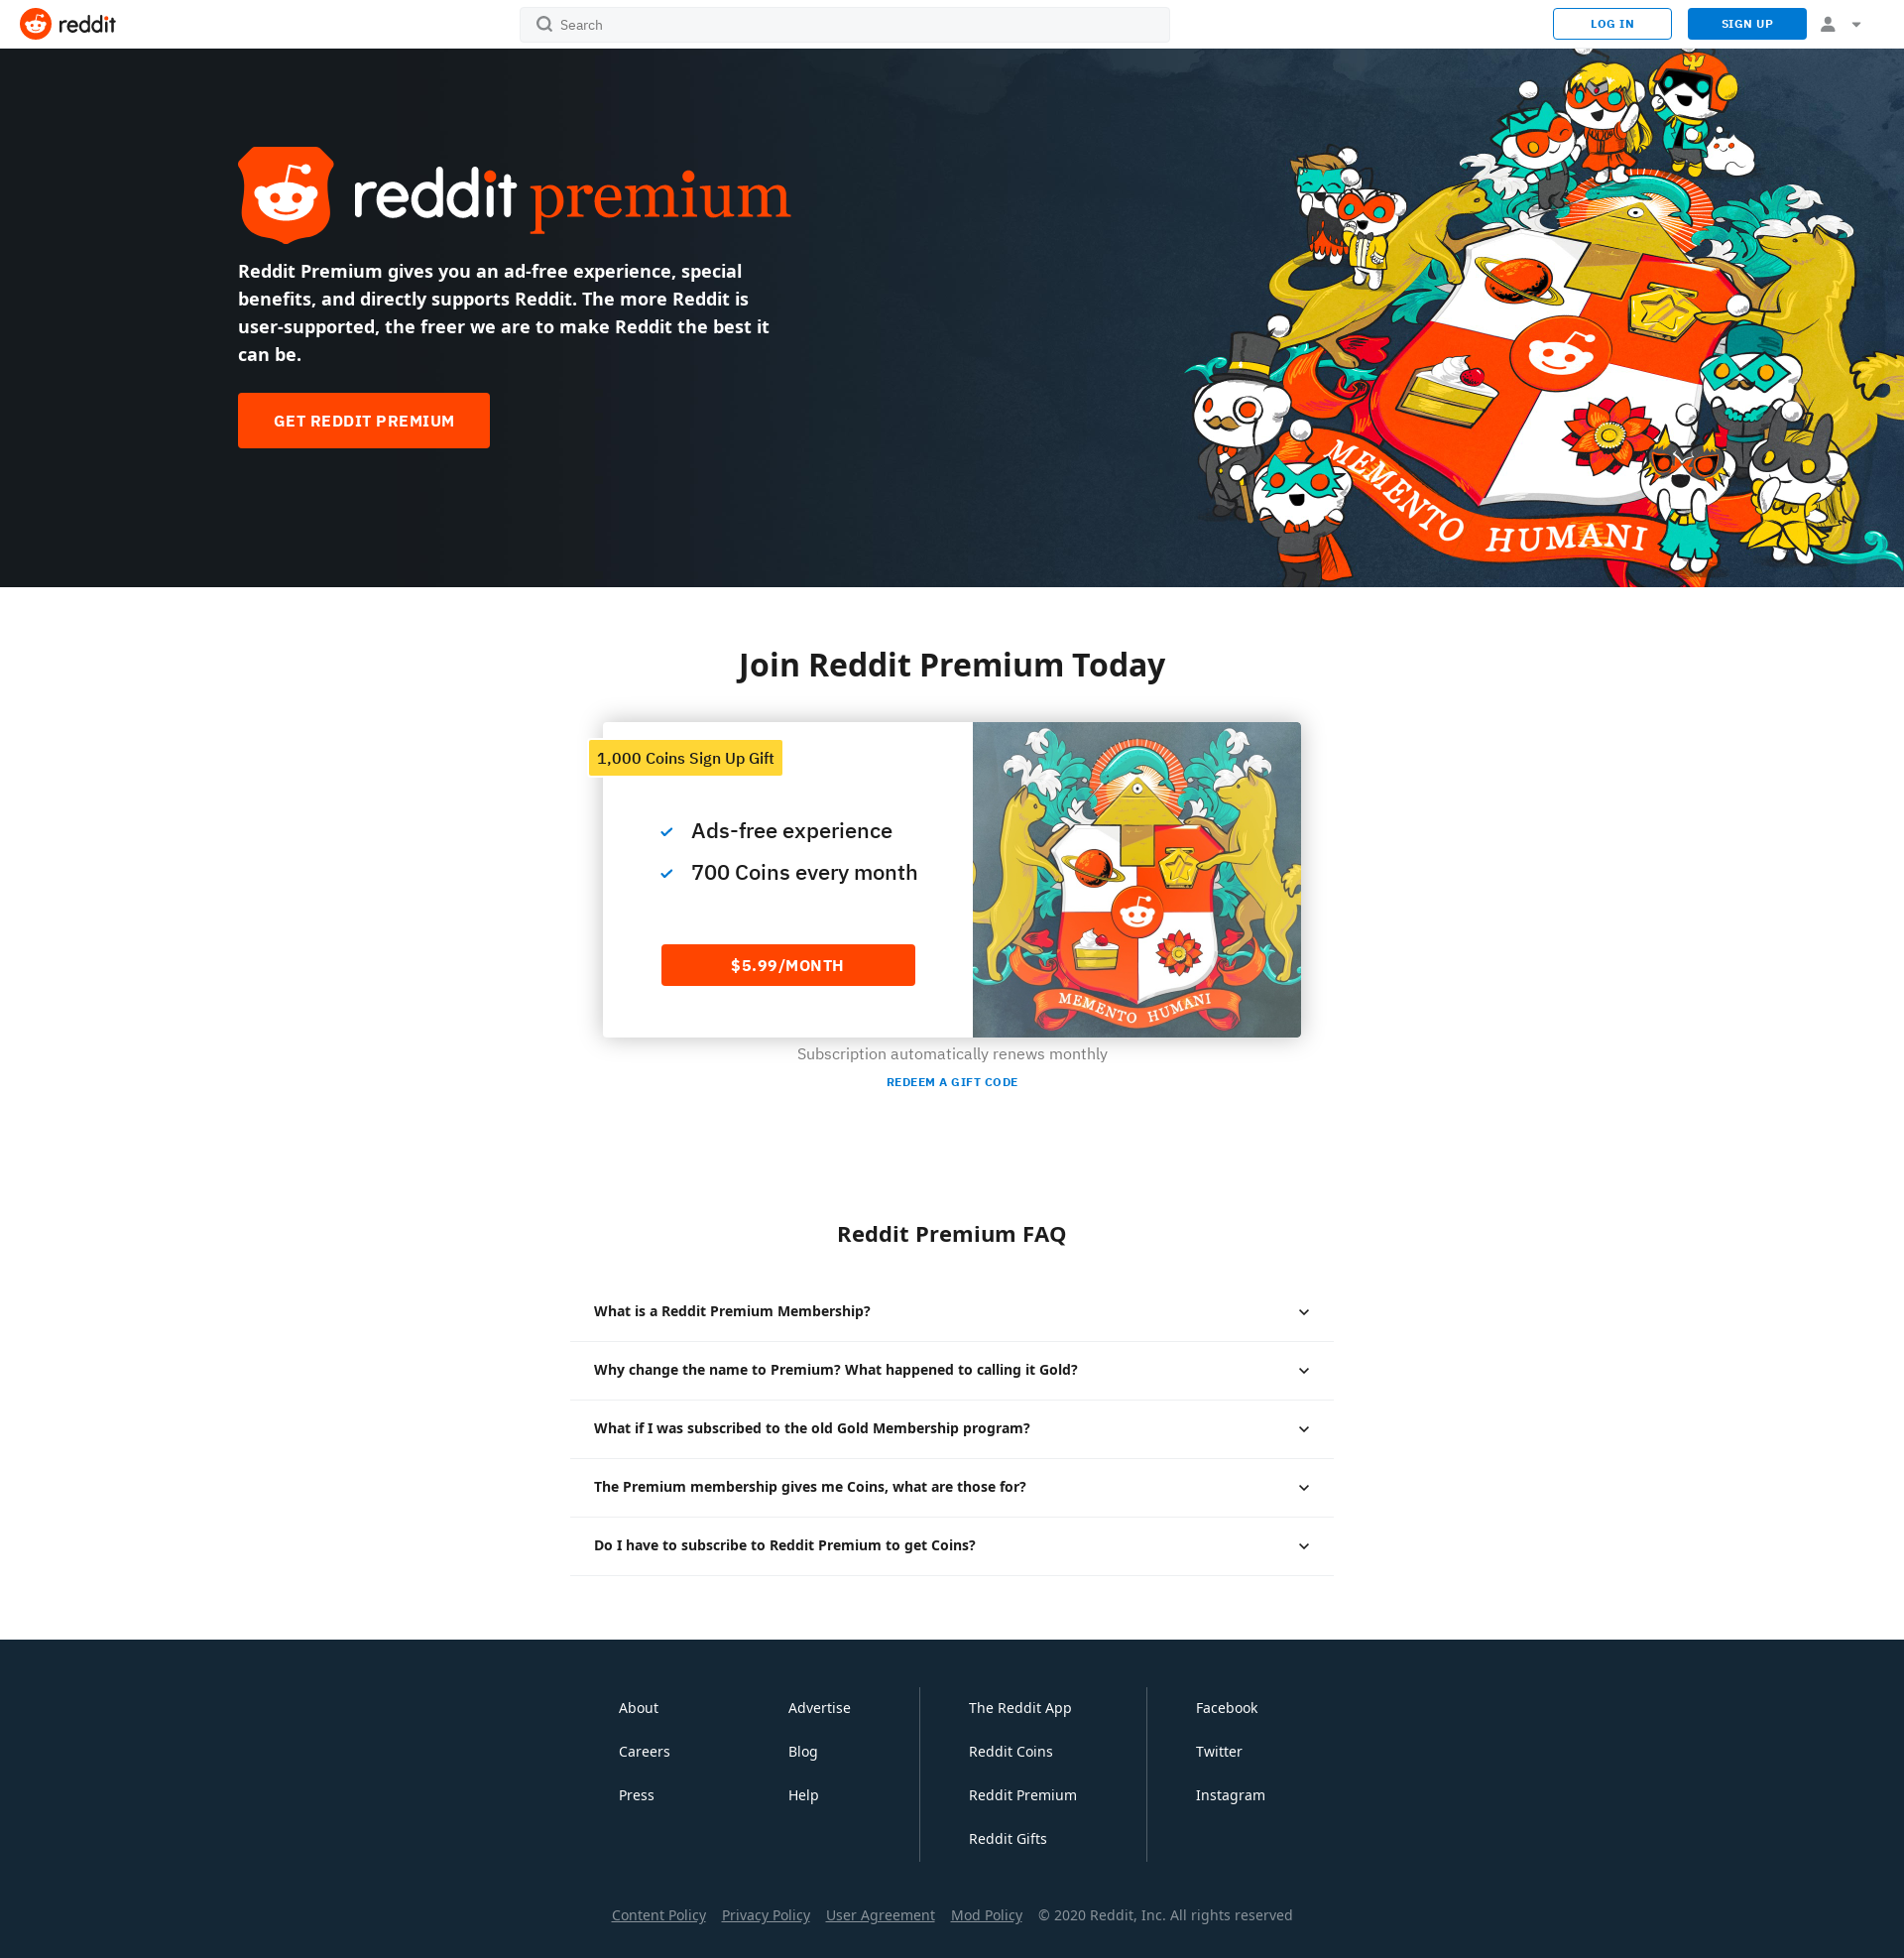 reddit
Search
LOG IN
SIGN UP
reddit premium
Reddit Premium gives you an ad-free experience, special
benefits, and directly supports Reddit. The more Reddit is
user-supported, the freer we are to make Reddit the best it
can be.
GET REDDIT PREMIUM
MEMENTO HUMANI
Join Reddit Premium Today
1,000 Coins Sign Up Gift
Ads-free experience
700 Coins every month
$5.99/MONTH
MEMENTO HUMANI
Subscription automatically renews monthly
REDEEM A GIFT CODE
Reddit Premium FAQ
What is a Reddit Premium Membership?
Why change the name to Premium? What happened to calling it Gold?
What if I was subscribed to the old Gold Membership program?
The Premium membership gives me Coins, what are those for?
Do I have to subscribe to Reddit Premium to get Coins?
About
Careers
Press
Advertise
Blog
Help
The Reddit App
Reddit Coins
Reddit Premium
Reddit Gifts
Facebook
Twitter
Instagram
Content Policy Privacy Policy User Agreement Mod Policy © 2020 Reddit, Inc. All rights reserved